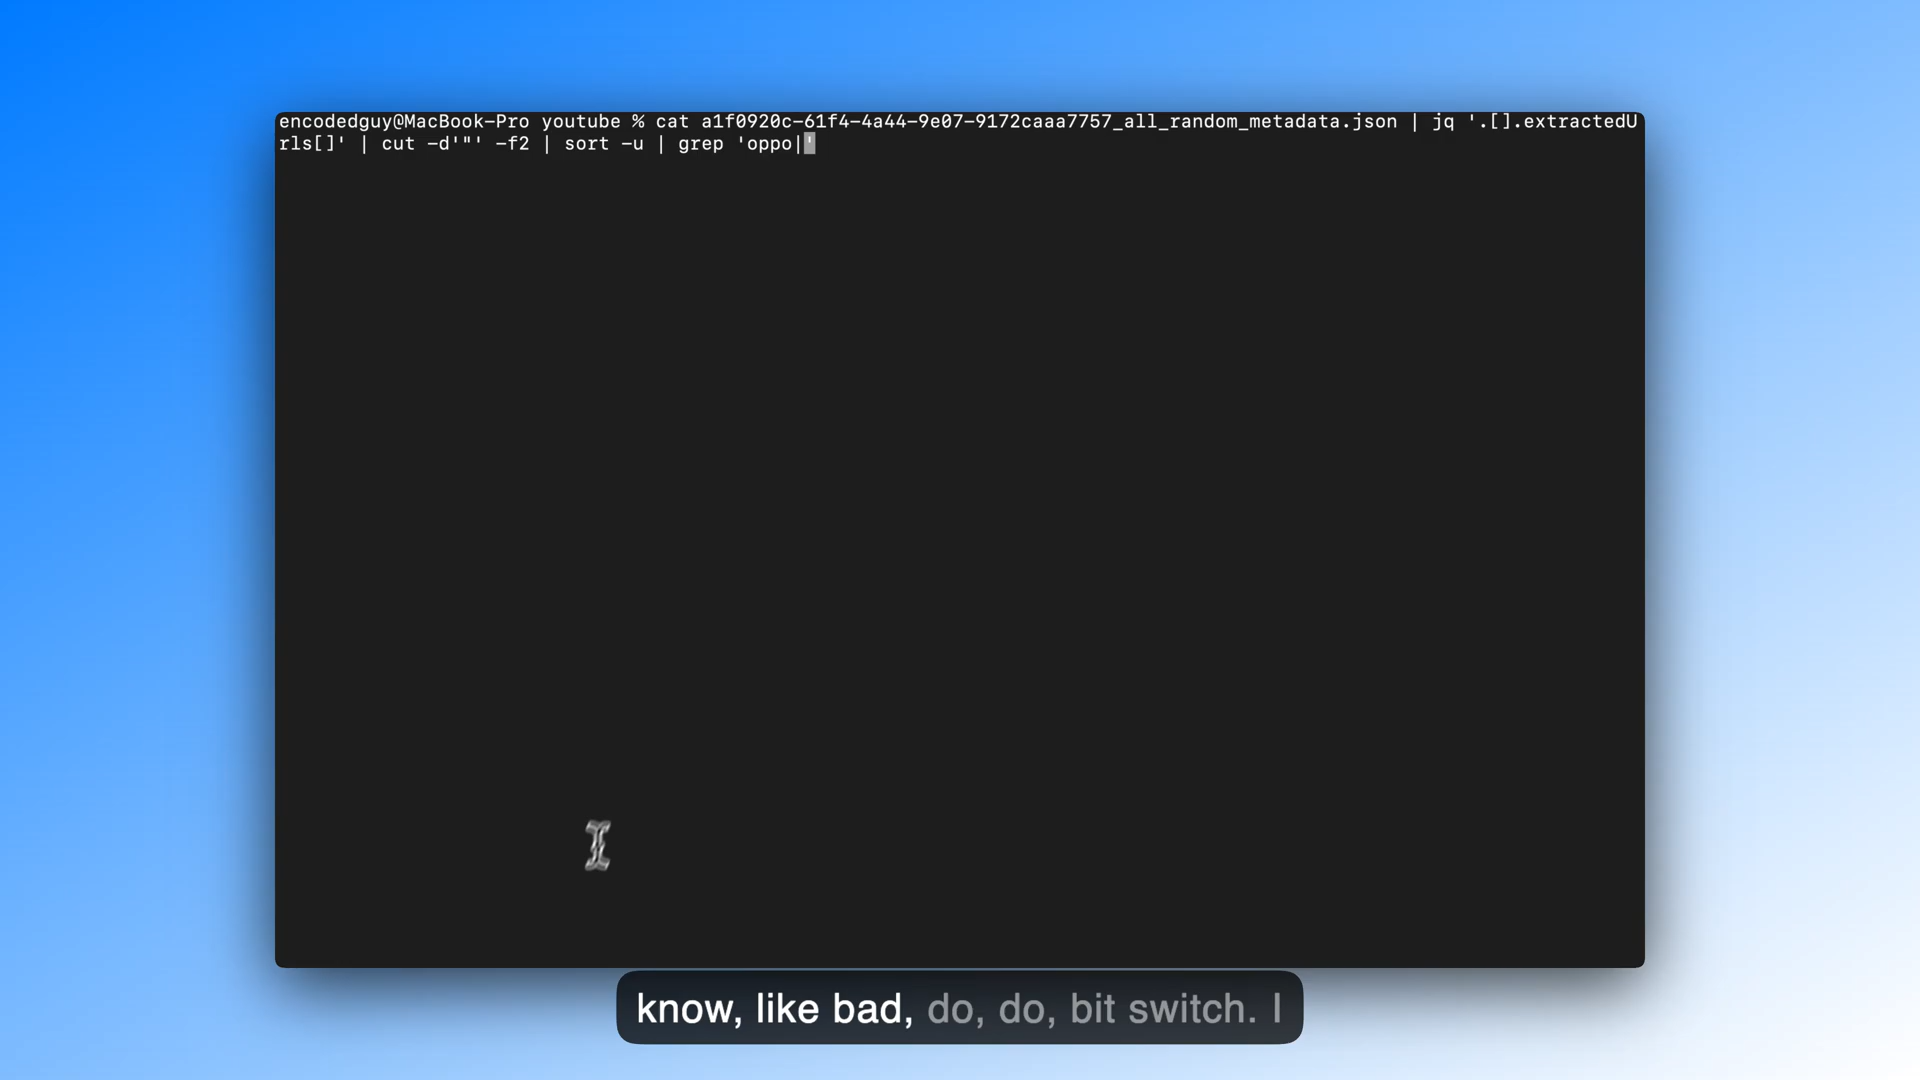 encodedguy@MacBook-Pro youtube % cat a1f0920c-61f4-4a44-9e07-9172caaa7757_all_random_metadata.json | jq '.[].extractedU
rls[]' | cut -d'"' -f2 | sort -u | grep 'oppo|'
know, like bad, do, do, bit switch. I